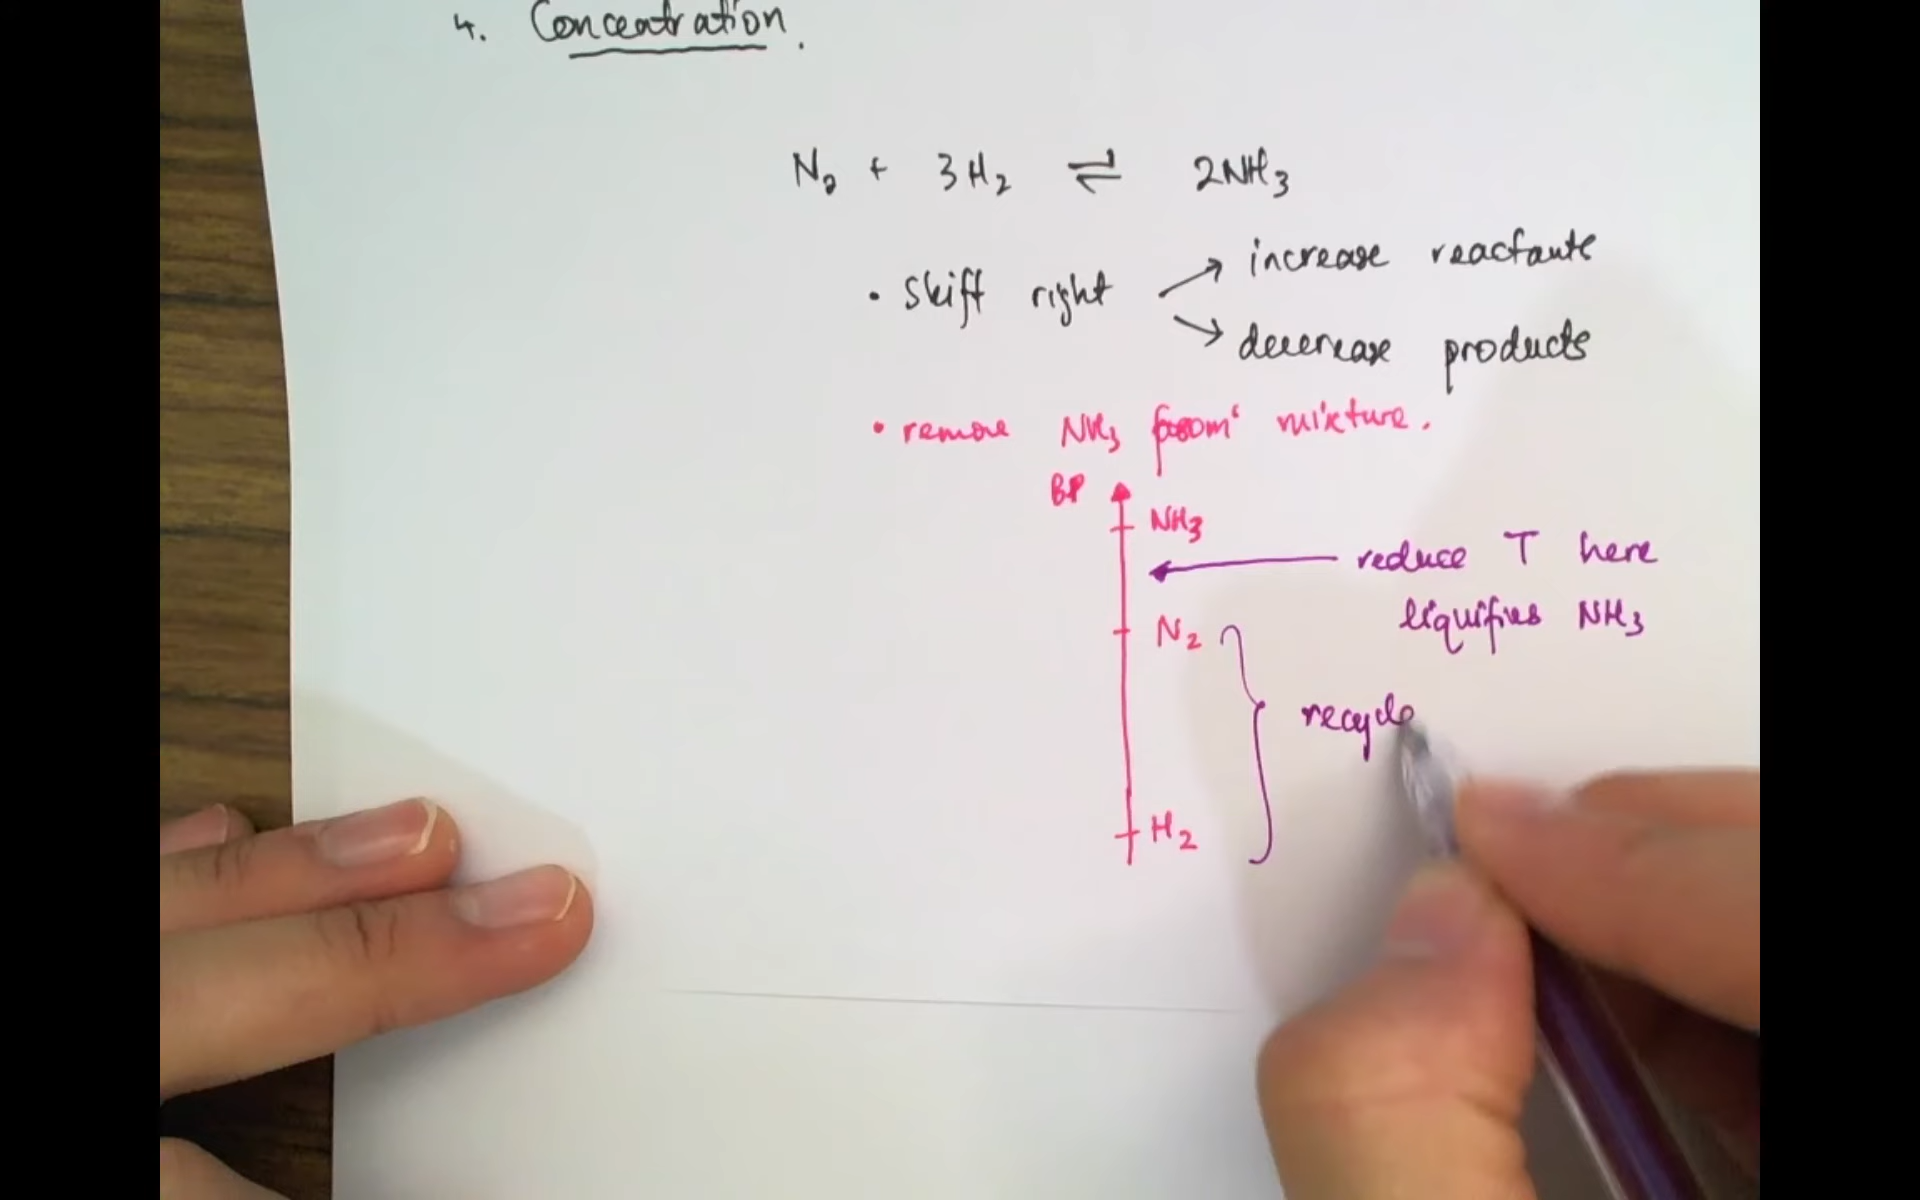 4. Concentration.
N₂ + 3H₂ ⇌ 2NH₃
• shift right → increase reactants
→ decrease products
• remove NH₃ from mixture.
BP
NH₃
reduce T here
liquifies NH₃
N₂
recycle
H₂